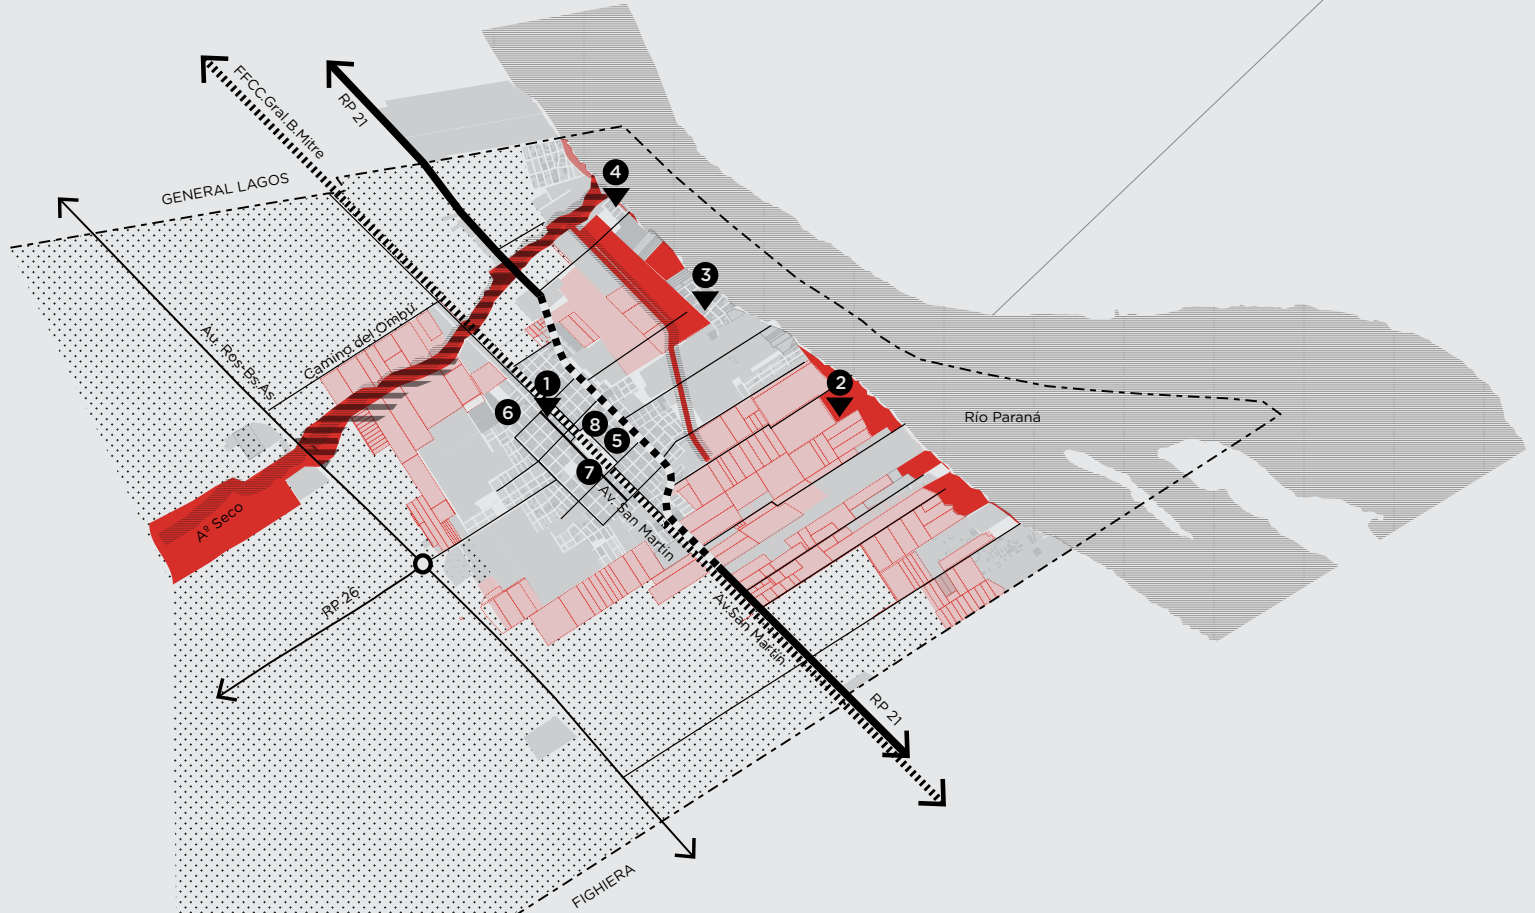 FFCC.Gral.B.Mitre
RP 21
GENERAL LAGOS
4
3
Camino del Ombú
Au. Ros-Bs.As.
1
2
6
8
5
Río Paraná
7
Aº Seco
Av. San Martín
RP 26
Av.San Martín
RP 21
FIGHIERA